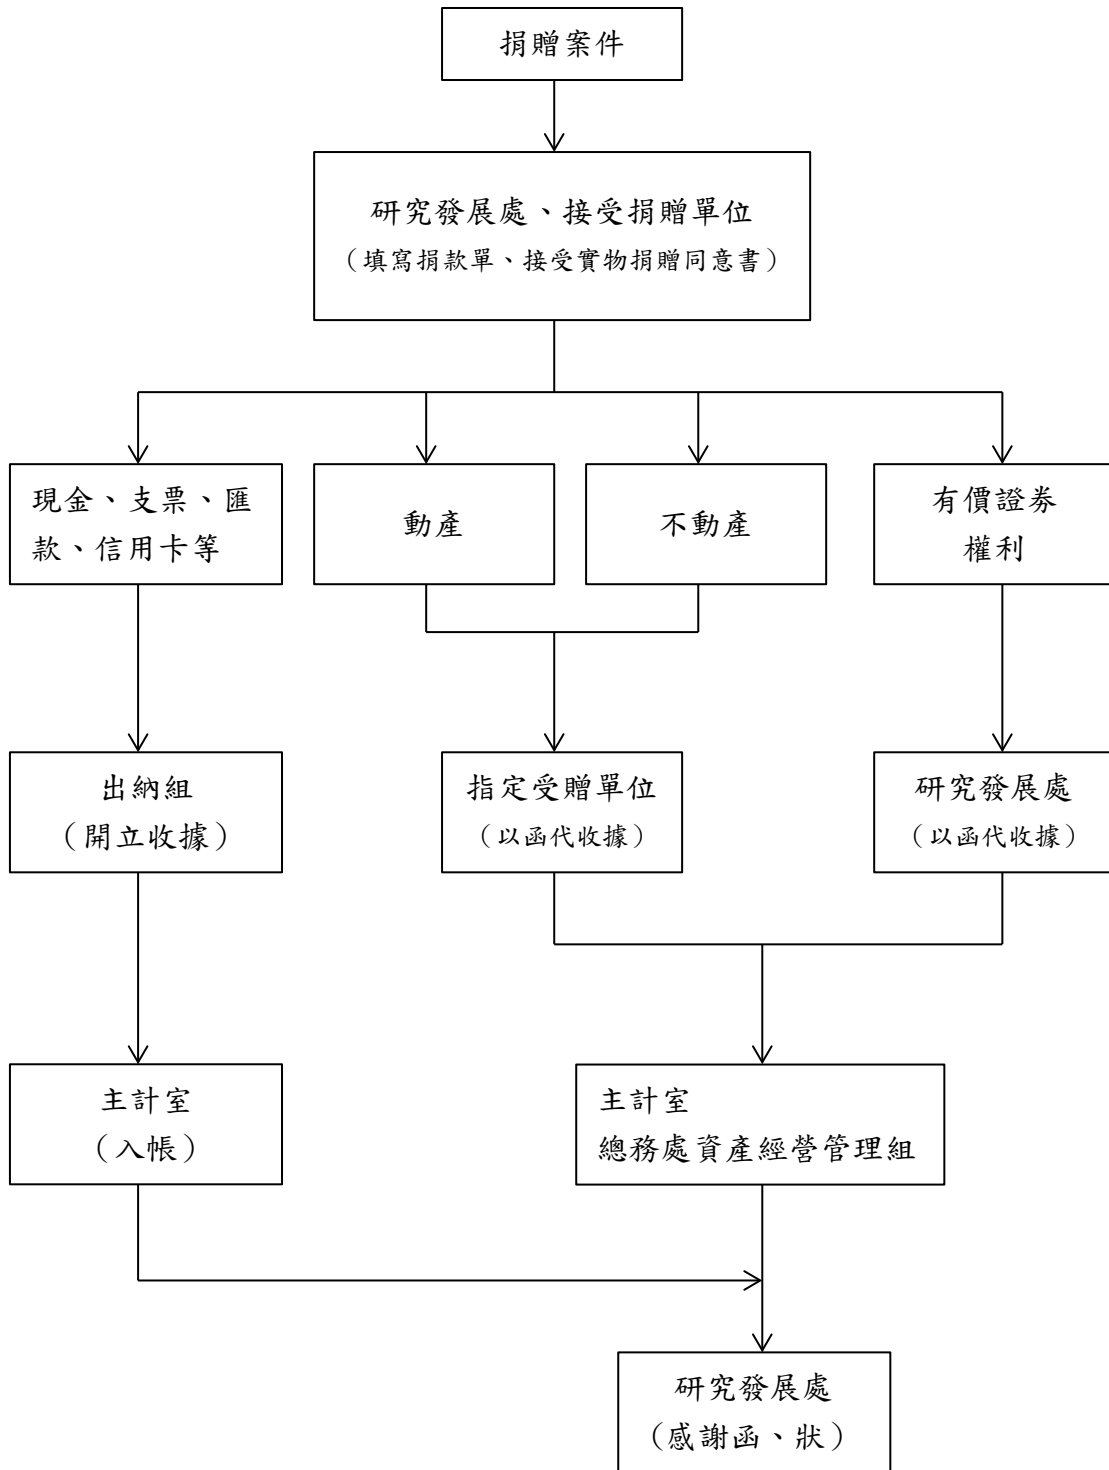 捐贈案件
研究發展處、接受捐贈單位
（填寫捐款單、接受實物捐贈同意書）
現金、支票、匯
款、信用卡等
動產
不動產
有價證券
權利
出納組
（開立收據）
指定受贈單位
（以函代收據）
研究發展處
（以函代收據）
主計室
（入帳）
主計室
總務處資產經營管理組
研究發展處
（感謝函、狀）